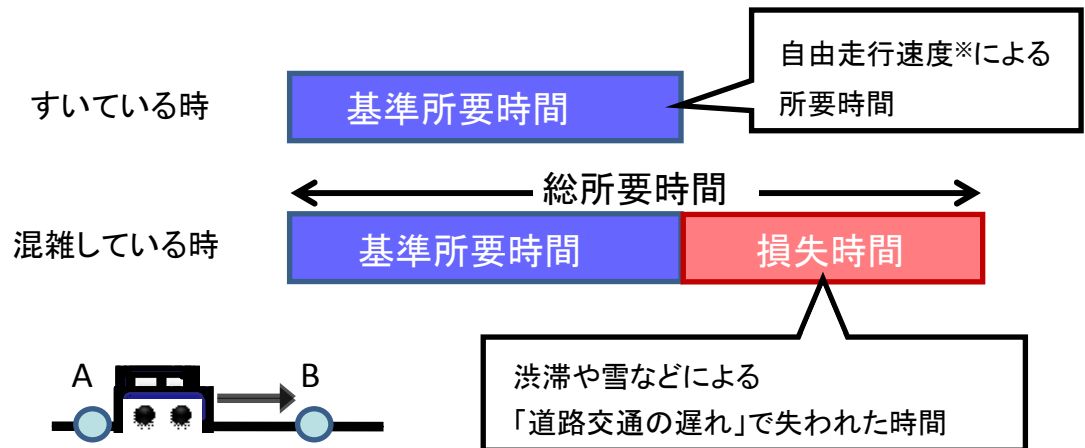 自由走行速度※による
所要時間
すいている時
基準所要時間
総所要時間
混雑している時
基準所要時間
損失時間
A
B
渋滞や雪などによる
「道路交通の遅れ」で失われた時間